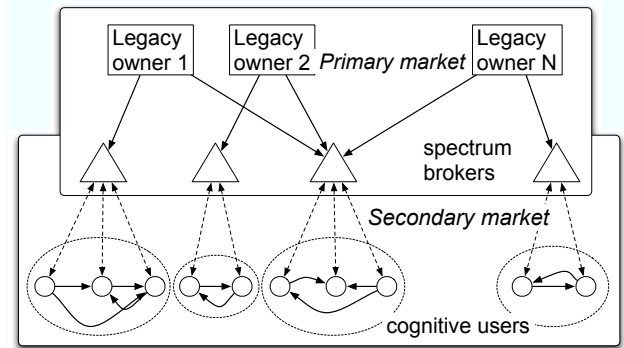 Legacy
owner 1
Legacy
owner 2
Primary market
Legacy
owner N
spectrum
brokers
Secondary market
cognitive users